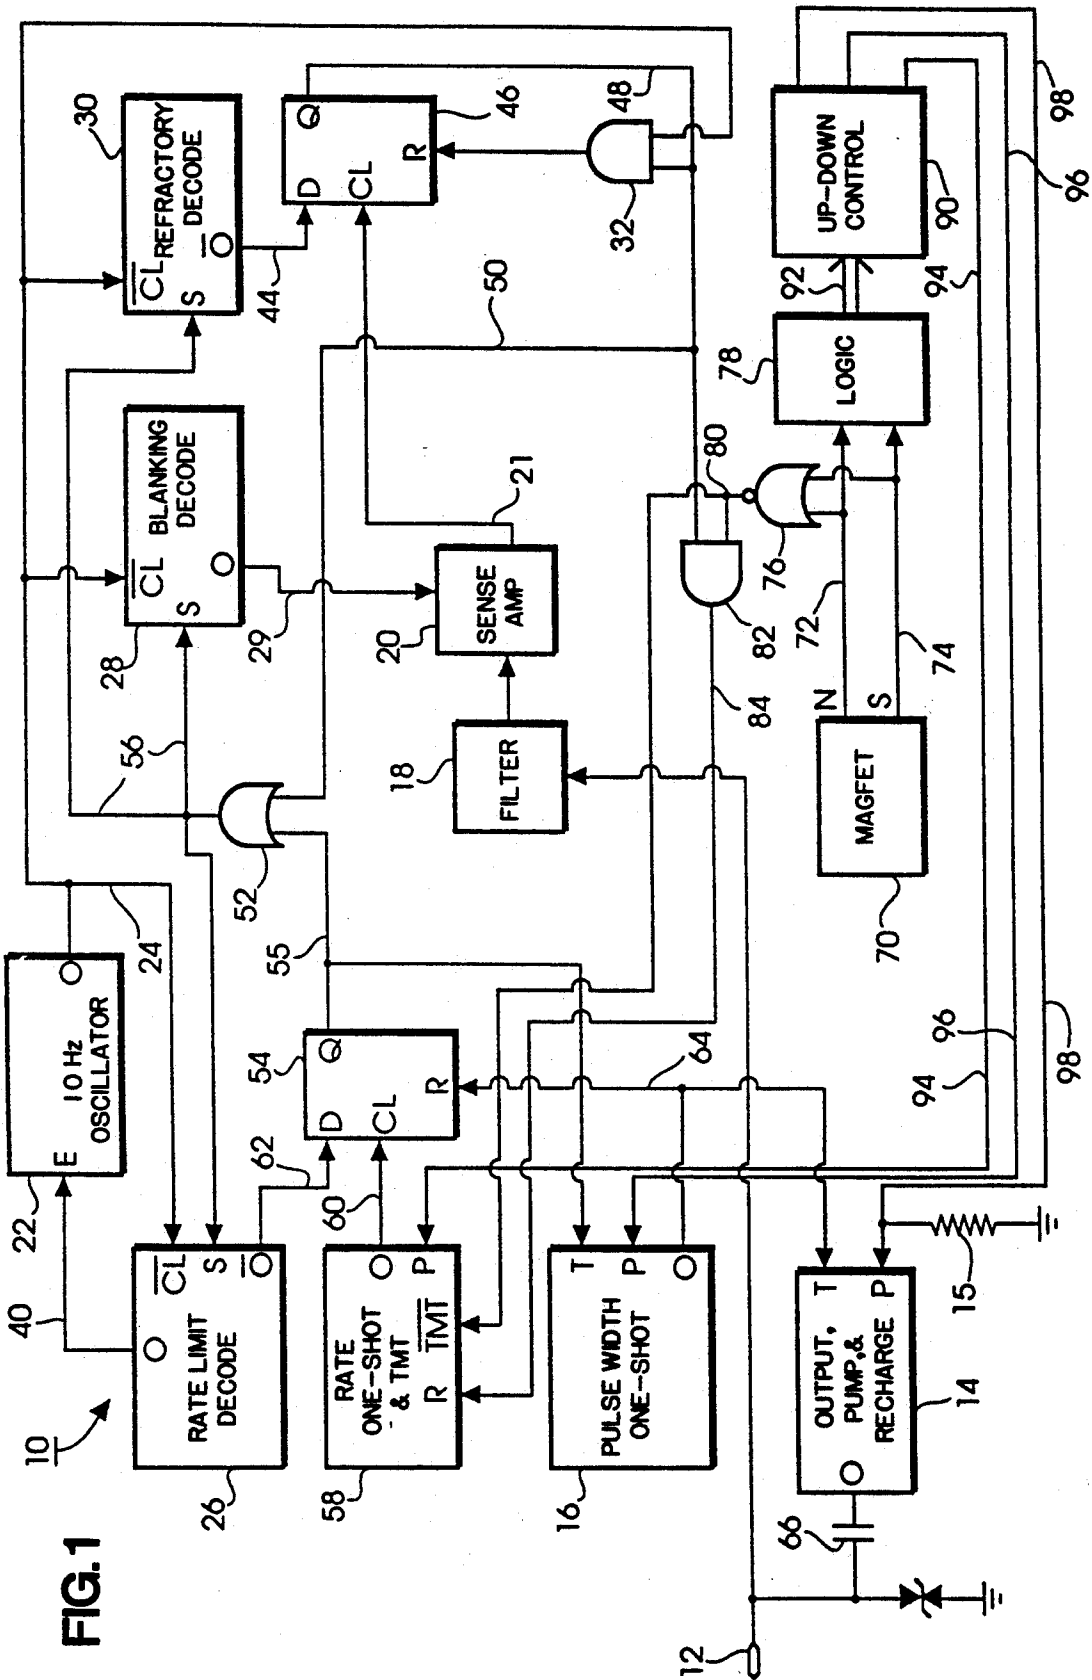 FIG.1
10
10 Hz
OSCILLATOR
E
O
22
24
40
RATE LIMIT
DECODE
O
CL
S
O
26
BLANKING
DECODE
CL
S
O
28
29
REFRACTORY
DECODE
CL
S
O
30
44
D
Q
CL
R
46
48
32
50
52
56
56
55
54
D
Q
CL
R
62
60
RATE
ONE-SHOT
& TMT
O
P
TMT
R
58
FILTER
18
SENSE
AMP
20
21
PULSE WIDTH
ONE-SHOT
T
P
O
16
64
80
82
84
76
72
74
MAGFET
N
S
70
LOGIC
78
92
UP-DOWN
CONTROL
90
94
96
98
94
96
98
OUTPUT,
PUMP,&
RECHARGE
T
P
O
14
15
66
12